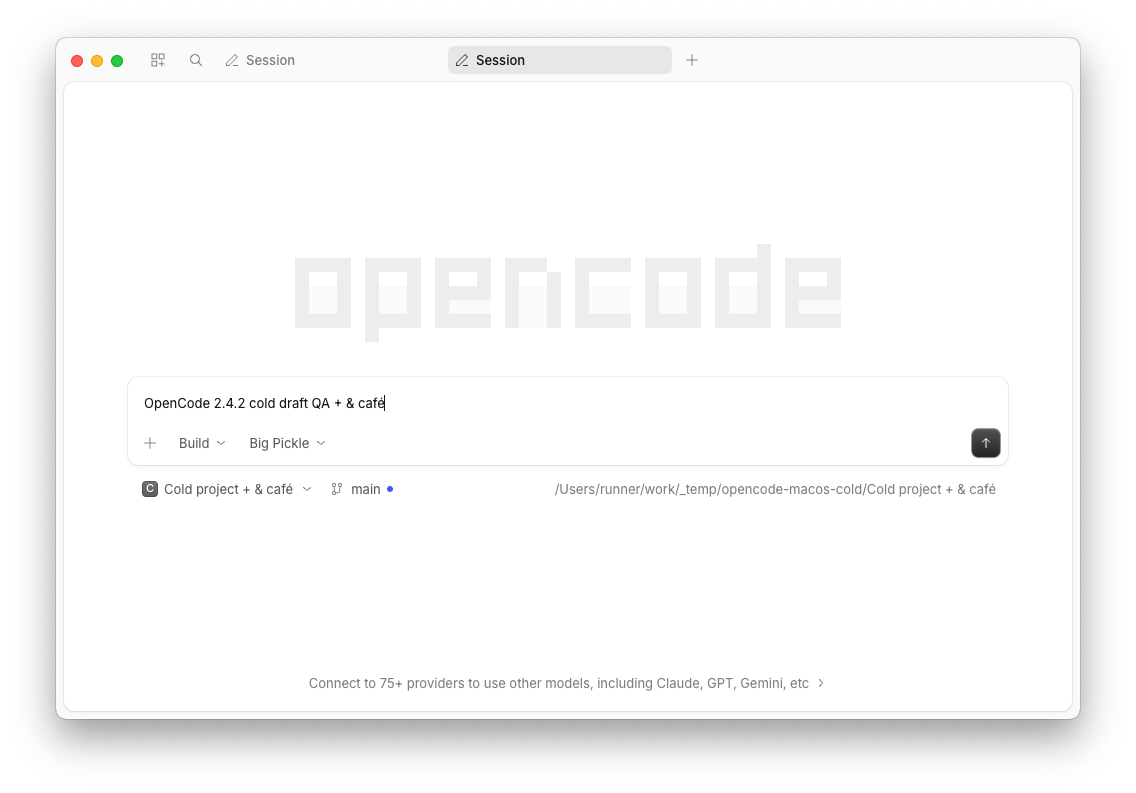 Session
Session
opencode
OpenCode 2.4.2 cold draft QA + & café
Build
Big Pickle
C Cold project + & café
main
/Users/runner/work/_temp/opencode-macos-cold/Cold project + & café
Connect to 75+ providers to use other models, including Claude, GPT, Gemini, etc